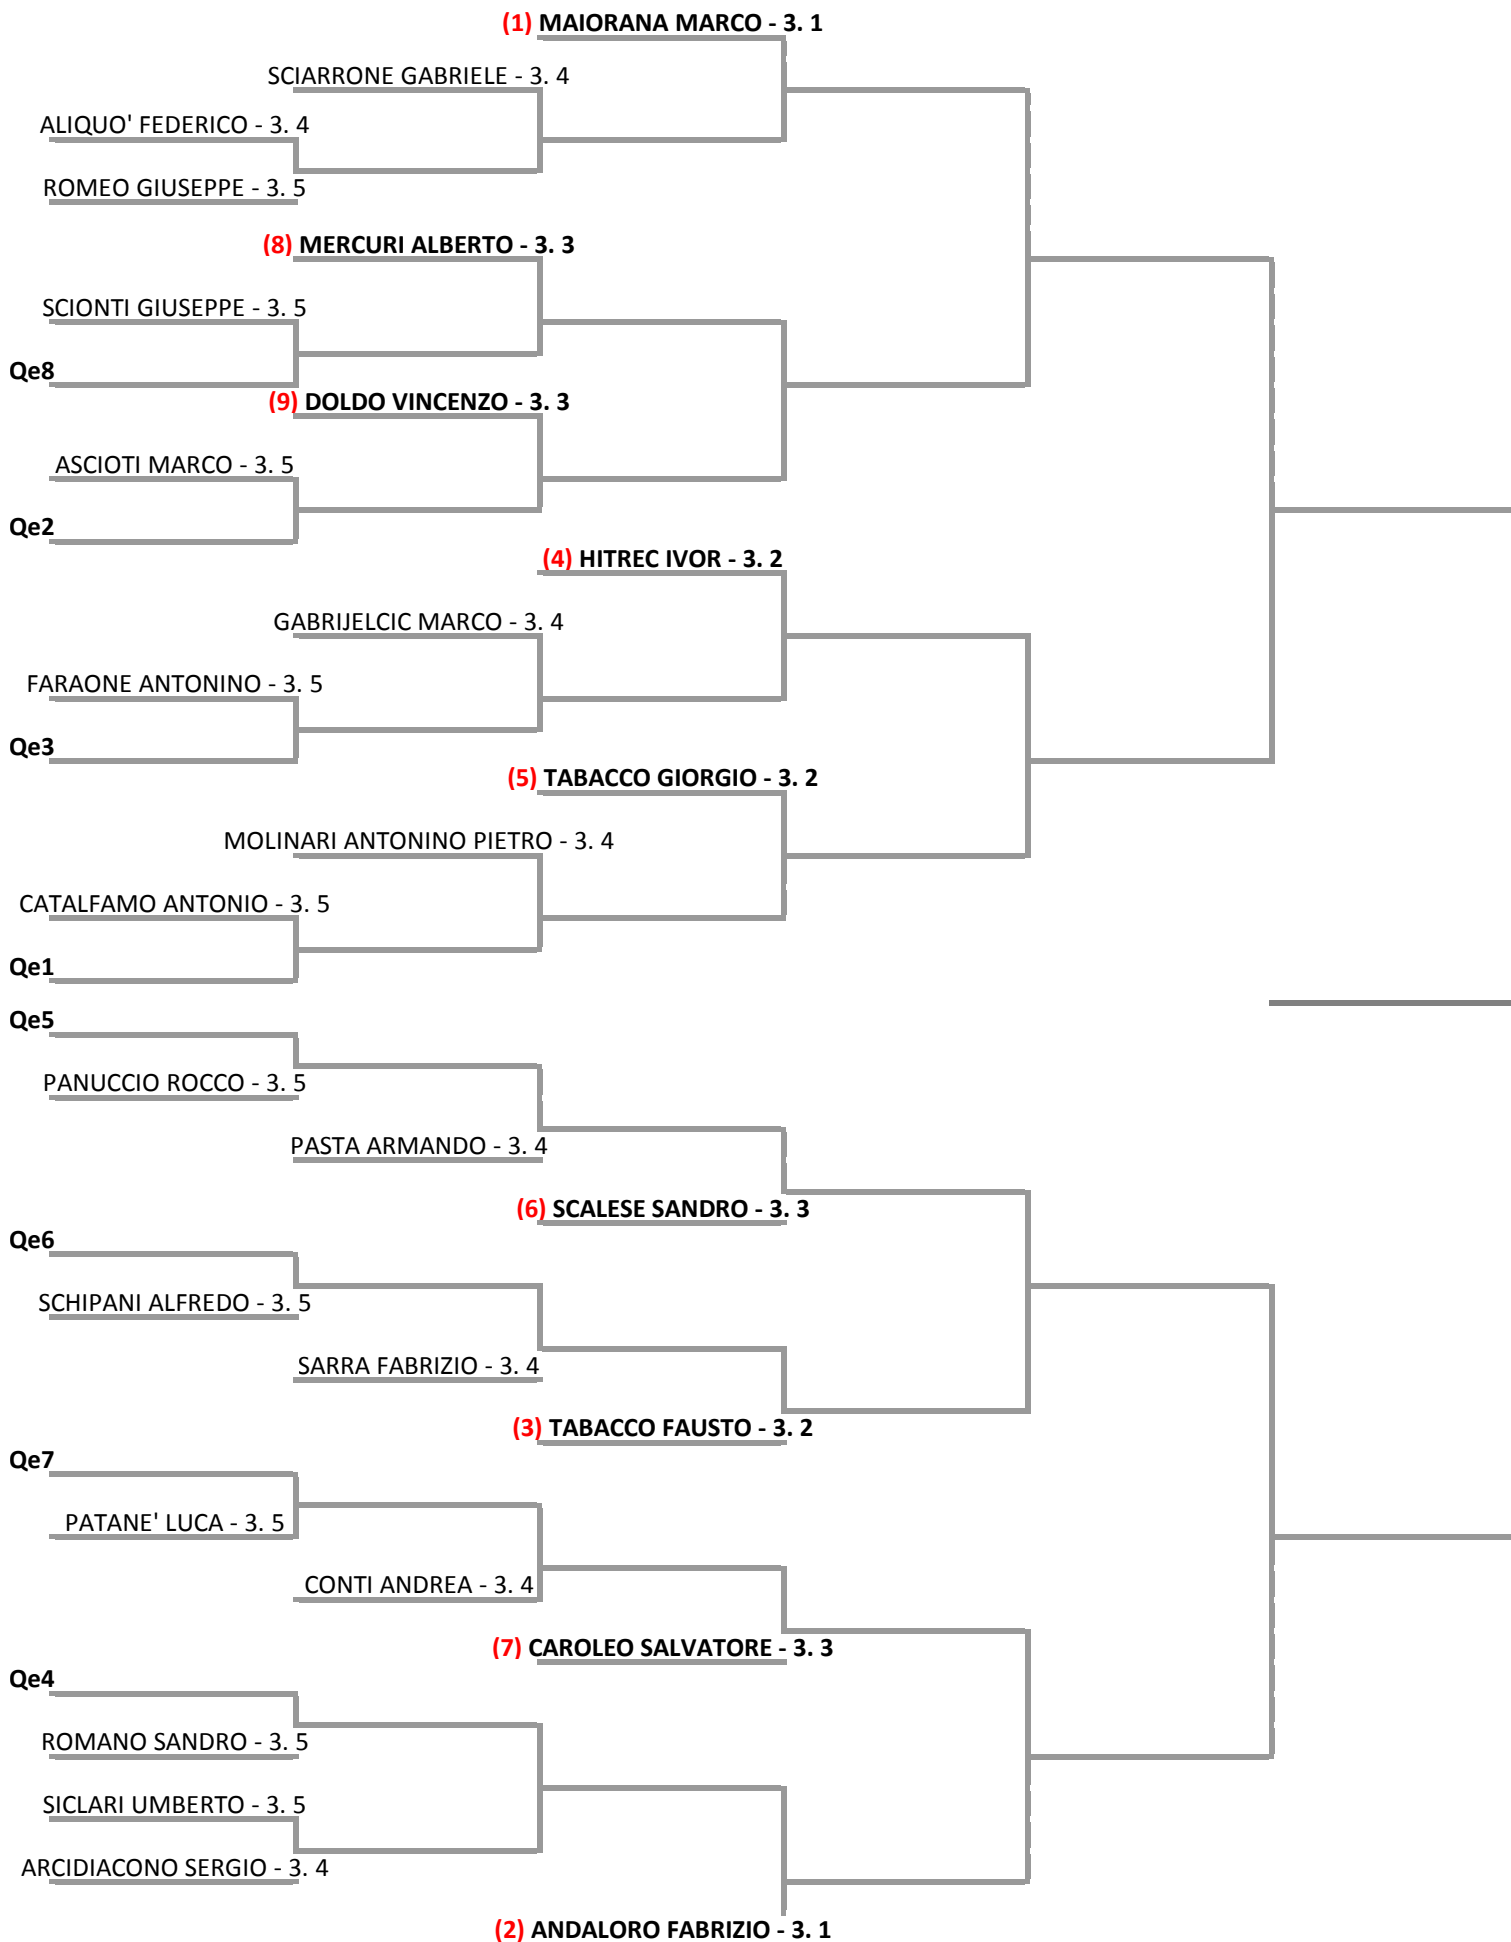 (1) MAIORANA MARCO - 3. 1
SCIARRONE GABRIELE - 3. 4
ALIQUO' FEDERICO - 3. 4
ROMEO GIUSEPPE - 3. 5
(8) MERCURI ALBERTO - 3. 3
SCIONTI GIUSEPPE - 3. 5
Qe8
(9) DOLDO VINCENZO - 3. 3
ASCIOTI MARCO - 3. 5
Qe2
(4) HITREC IVOR - 3. 2
GABRIJELCIC MARCO - 3. 4
FARAONE ANTONINO - 3. 5
Qe3
(5) TABACCO GIORGIO - 3. 2
MOLINARI ANTONINO PIETRO - 3. 4
CATALFAMO ANTONIO - 3. 5
Qe1
Qe5
PANUCCIO ROCCO - 3. 5
PASTA ARMANDO - 3. 4
(6) SCALESE SANDRO - 3. 3
Qe6
SCHIPANI ALFREDO - 3. 5
SARRA FABRIZIO - 3. 4
(3) TABACCO FAUSTO - 3. 2
Qe7
PATANE' LUCA - 3. 5
CONTI ANDREA - 3. 4
(7) CAROLEO SALVATORE - 3. 3
Qe4
ROMANO SANDRO - 3. 5
SICLARI UMBERTO - 3. 5
ARCIDIACONO SERGIO - 3. 4
(2) ANDALORO FABRIZIO - 3. 1